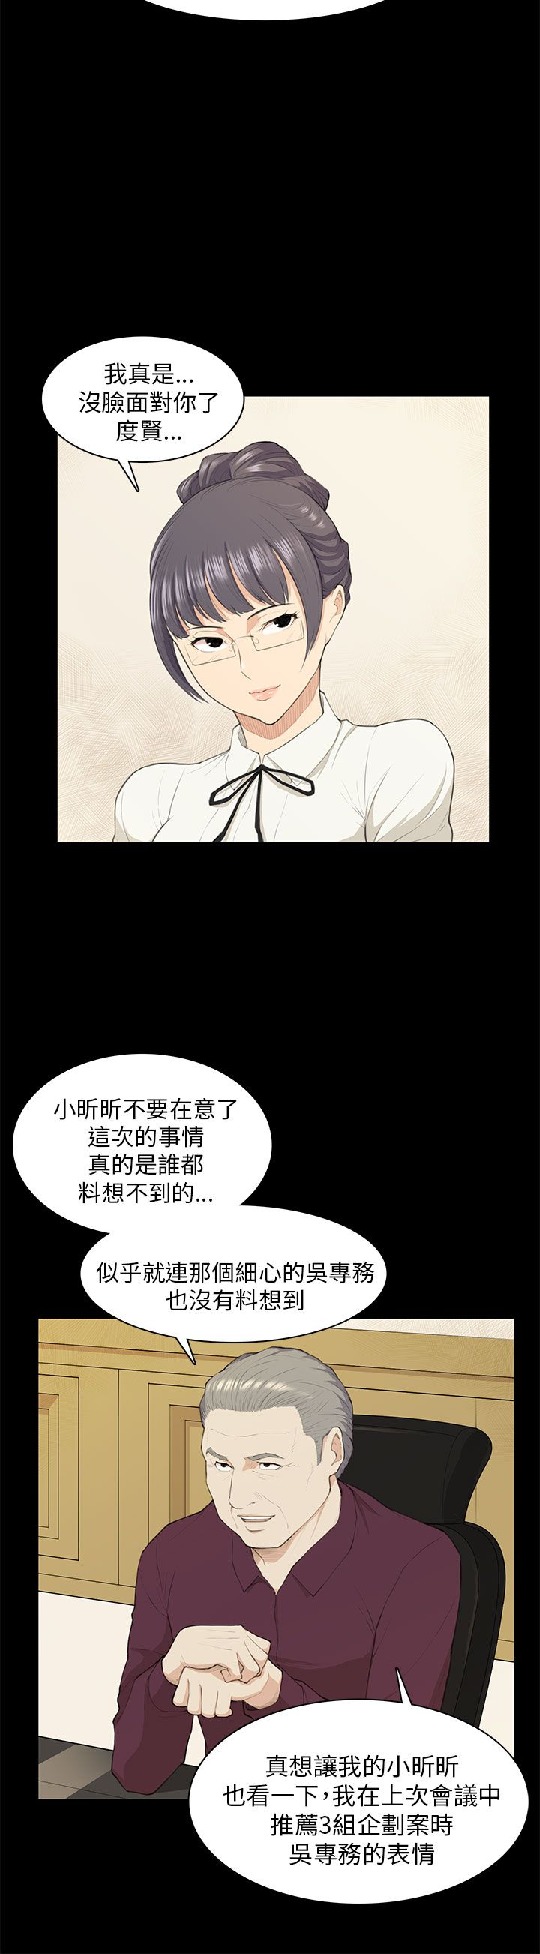 我真是...
沒臉面對你了
度賢...
小昕昕不要在意了
這次的事情
真的是誰都
料想不到的...
似乎就連那個細心的吳專務
也沒有料想到
真想讓我的小昕昕
也看一下，我在上次會議中
推薦3組企劃案時
吳專務的表情